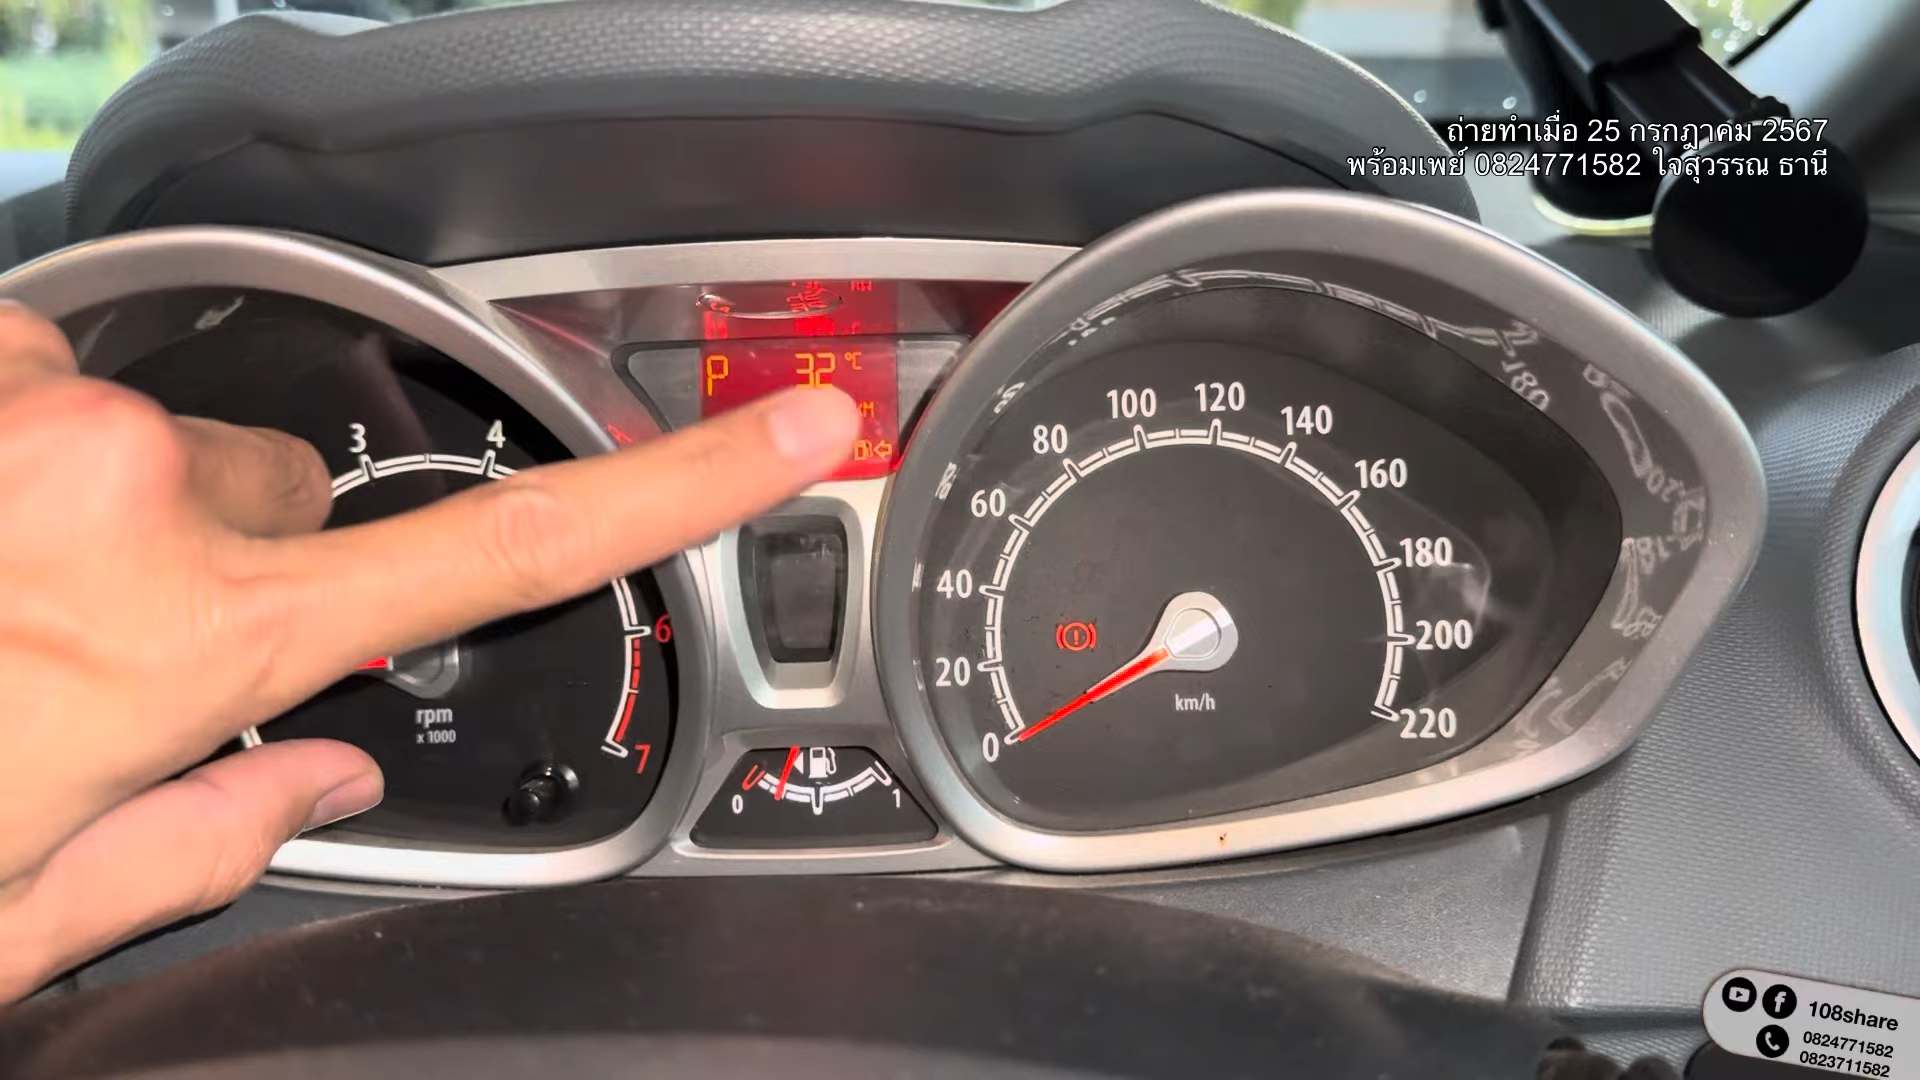 ถ่ายทำเมื่อ 25 กรกฎาคม 2567
พร้อมเพย์ 0824771582 ใจสุวรรณ ธานี
P 32 °C
KM
3 4 6 7
rpm
x 1000
0 1
0 20 40 60 80 100 120 140 160 180 200 220
km/h
108share
0824771582
0823711582